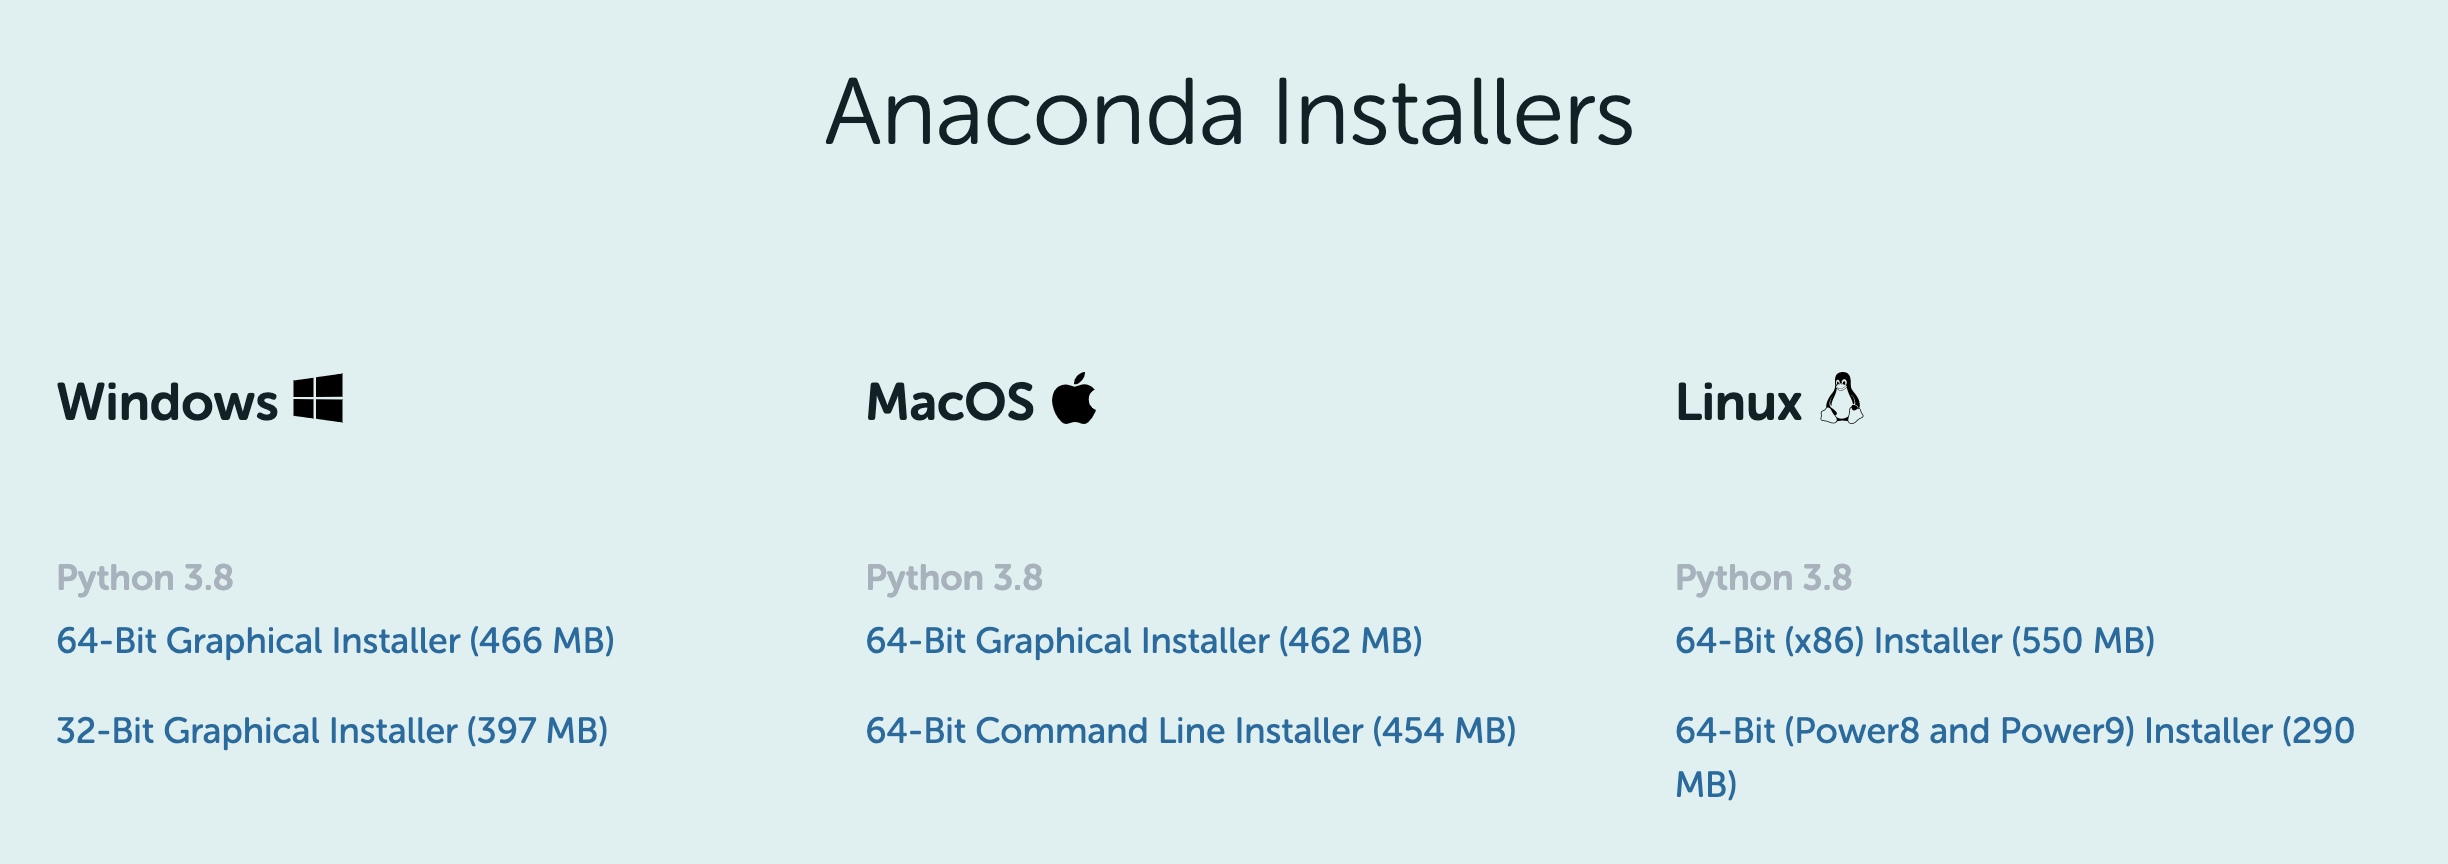 Anaconda Installers
Windows
Python 3.8
64-Bit Graphical Installer (466 MB)
32-Bit Graphical Installer (397 MB)
MacOS
Python 3.8
64-Bit Graphical Installer (462 MB)
64-Bit Command Line Installer (454 MB)
Linux
Python 3.8
64-Bit (x86) Installer (550 MB)
64-Bit (Power8 and Power9) Installer (290
MB)